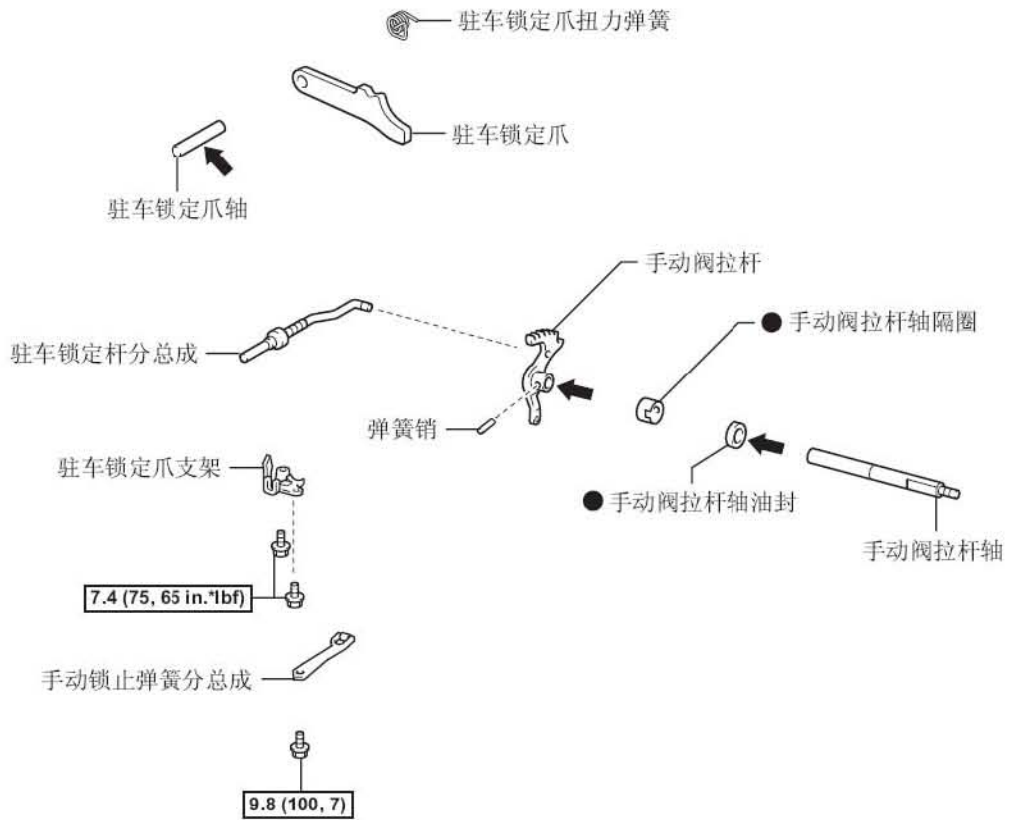 驻车锁定爪扭力弹簧
驻车锁定爪
驻车锁定爪轴
手动阀拉杆
● 手动阀拉杆轴隔圈
驻车锁定杆分总成
弹簧销
驻车锁定爪支架
● 手动阀拉杆轴油封
手动阀拉杆轴
7.4 (75, 65 in.*lbf)
手动锁止弹簧分总成
9.8 (100, 7)